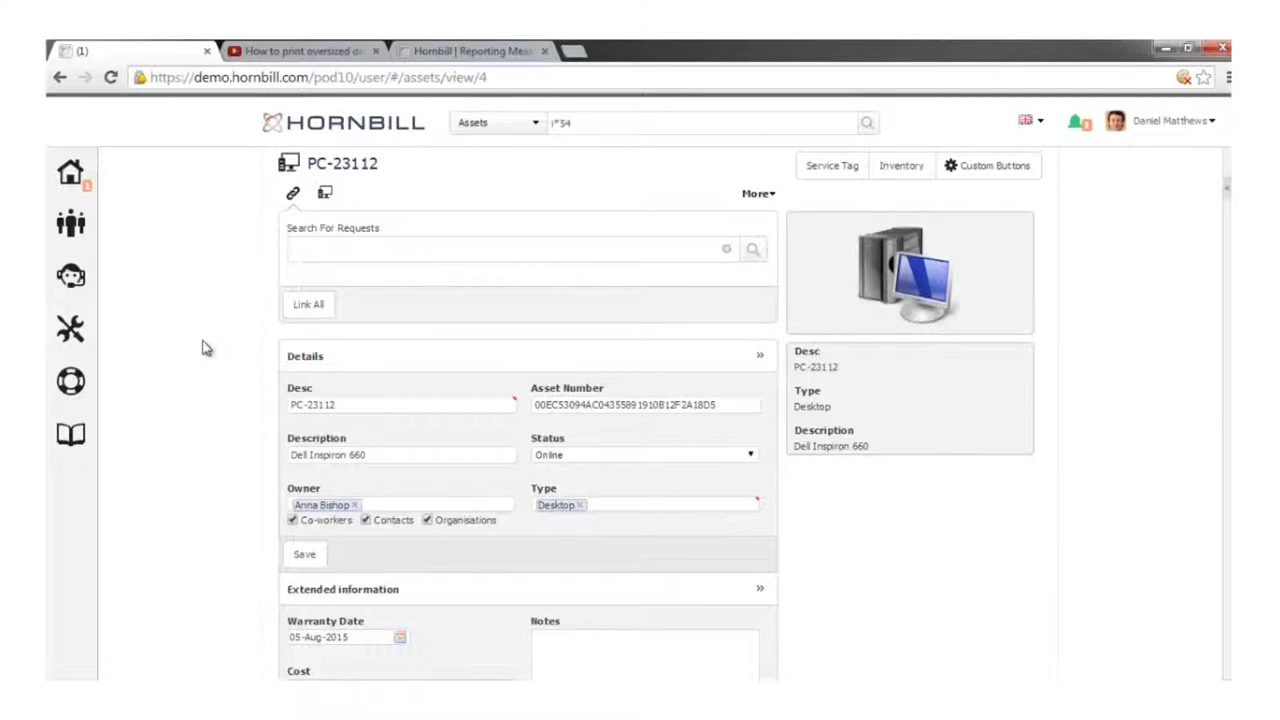 (1) × How to print oversized d × Hornbill | Reporting Mea ×
https://demo.hornbill.com/pod10/user/#/assets/view/4
HORNBILL Assets i*54 Daniel Matthews
PC-23112 Service Tag Inventory Custom Buttons
More
Search For Requests
Link All
Details »
Desc Asset Number
PC-23112 00EC53094AC04355891910B12F2A18D5
Description Status
Dell Inspiron 660 Online
Owner Type
Anna Bishop × Desktop ×
Co-workers Contacts Organisations
Save
Extended information »
Warranty Date Notes
05-Aug-2015
Cost
Desc
PC-23112
Type
Desktop
Description
Dell Inspiron 660